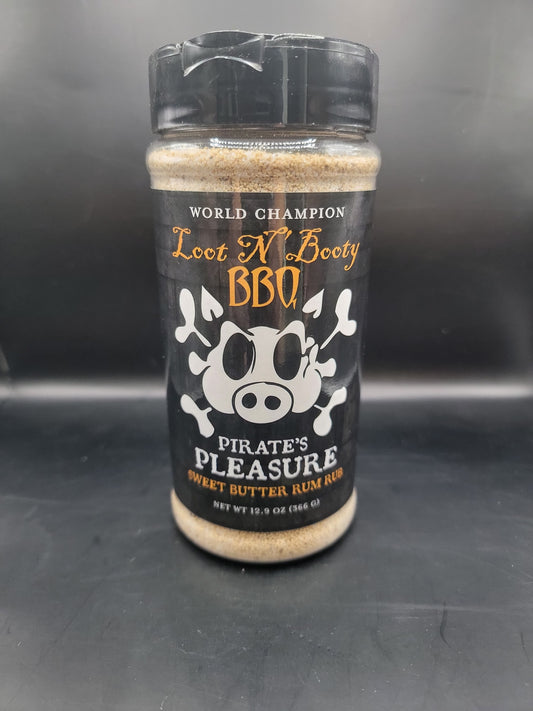 WORLD CHAMPION
Loot N' Booty
BBQ
PIRATE'S
PLEASURE
SWEET BUTTER RUM RUB
NET WT 12.9 OZ (366 G)